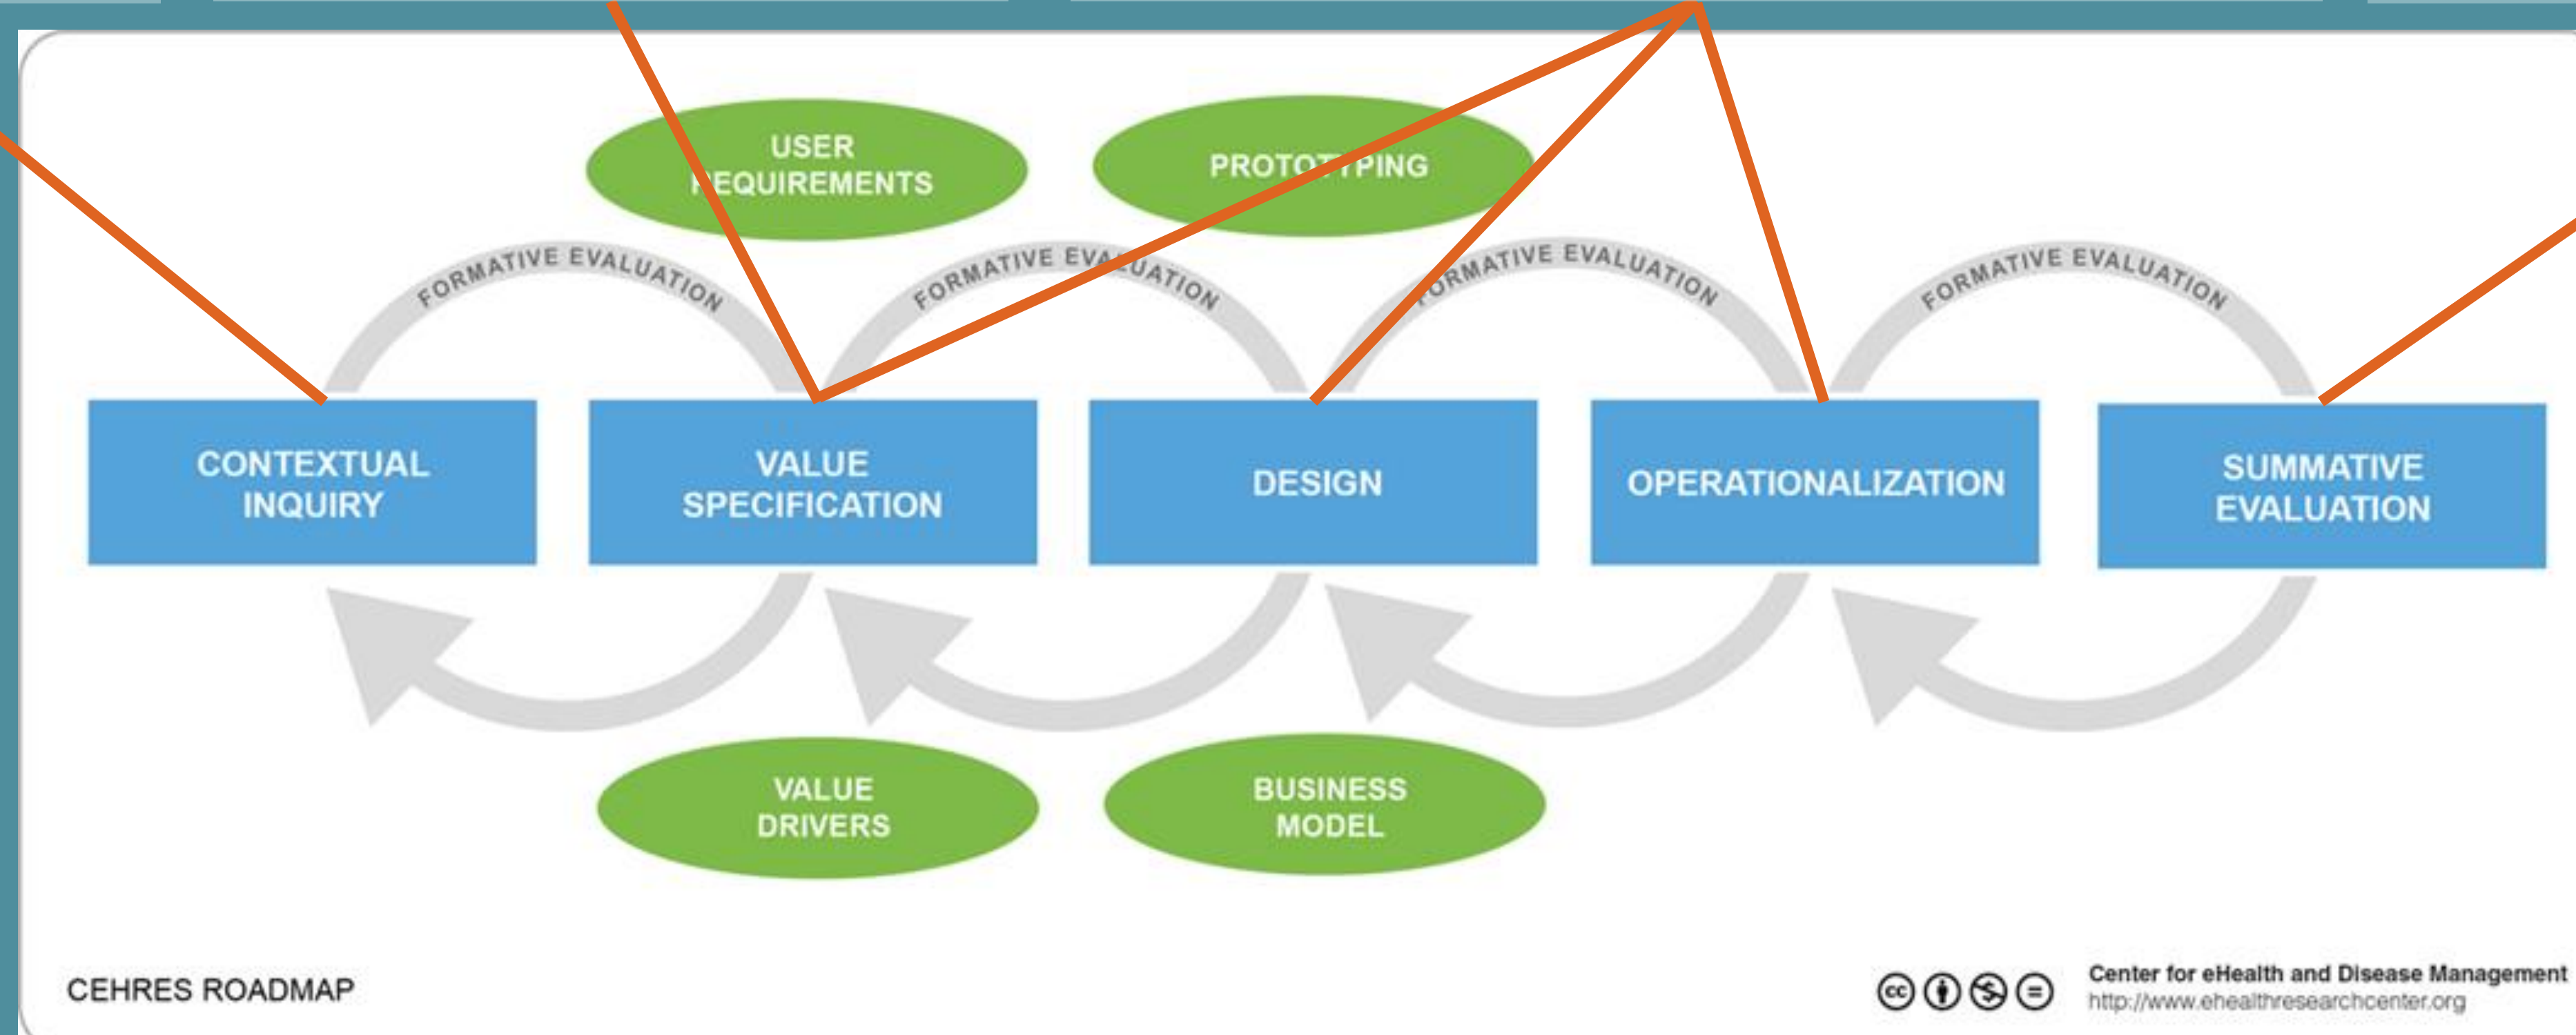 USER
REQUIREMENTS
PROTOTYPING
FORMATIVE EVALUATION
FORMATIVE EVALUATION
FORMATIVE EVALUATION
FORMATIVE EVALUATION
CONTEXTUAL
INQUIRY
VALUE
SPECIFICATION
DESIGN
OPERATIONALIZATION
SUMMATIVE
EVALUATION
VALUE
DRIVERS
BUSINESS
MODEL
CEHRES ROADMAP
cc
Center for eHealth and Disease Management
http://www.ehealthresearchcenter.org